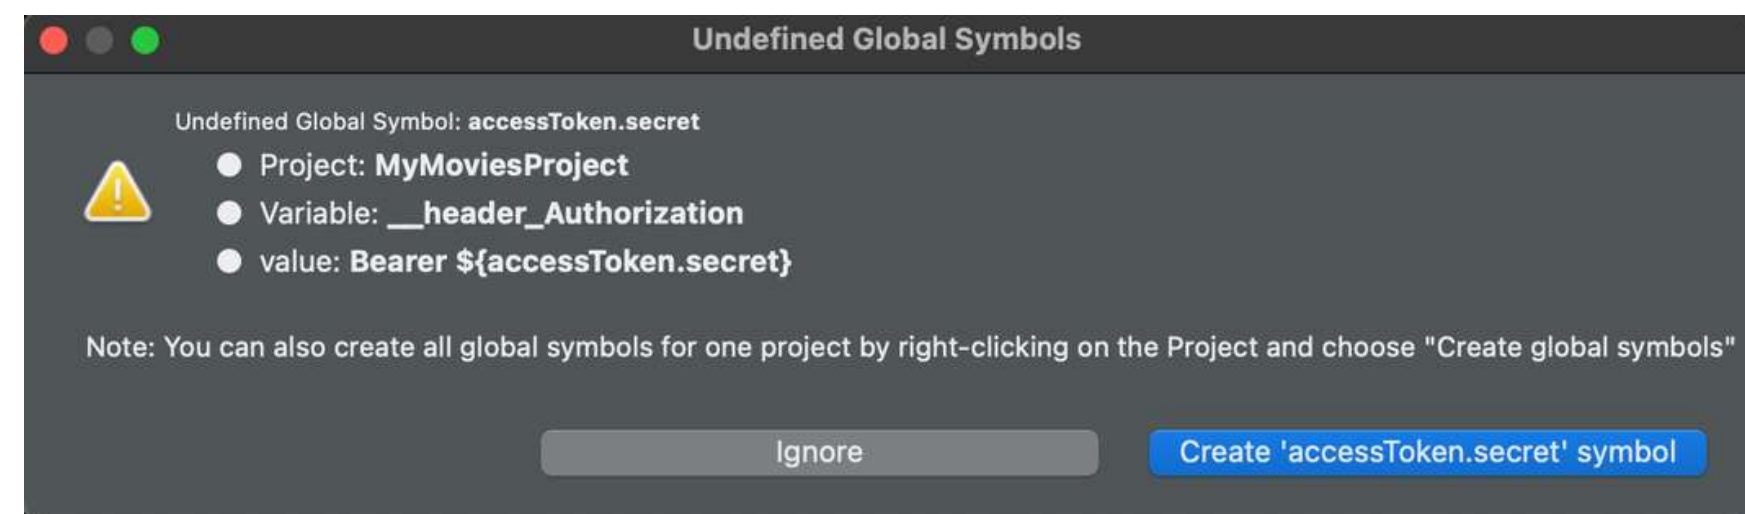 Undefined Global Symbols
Undefined Global Symbol: accessToken.secret
Project: MyMoviesProject
Variable: __header_Authorization
value: Bearer ${accessToken.secret}
Note: You can also create all global symbols for one project by right-clicking on the Project and choose "Create global symbols"
Ignore
Create 'accessToken.secret' symbol